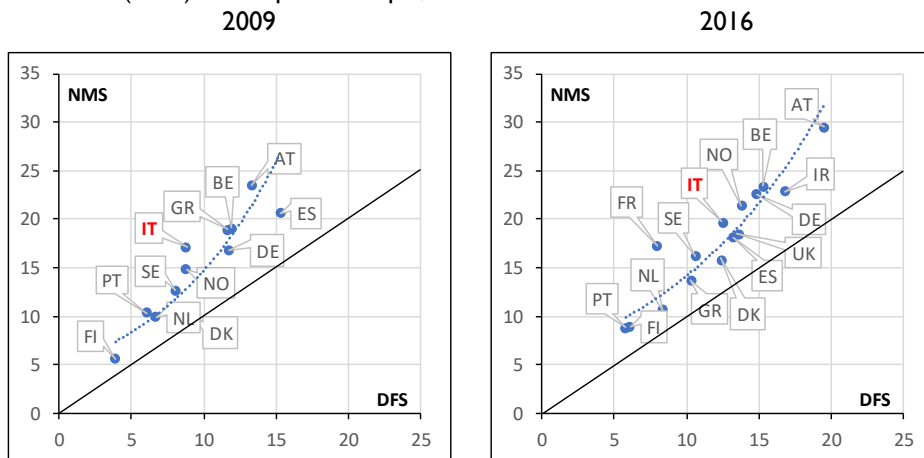 2009
35
NMS
30
AT
25
BE
GR
20
ES
IT
15
DE
SE
NO
PT
10
NL
DK
FI
5
DFS
0
0 5 10 15 20 25
2016
35
AT
NMS
30
BE
NO
25
IR
IT
FR
SE
20
DE
UK
15
NL
ES
PT
10
FI
GR
DK
5
DFS
0
0 5 10 15 20 25